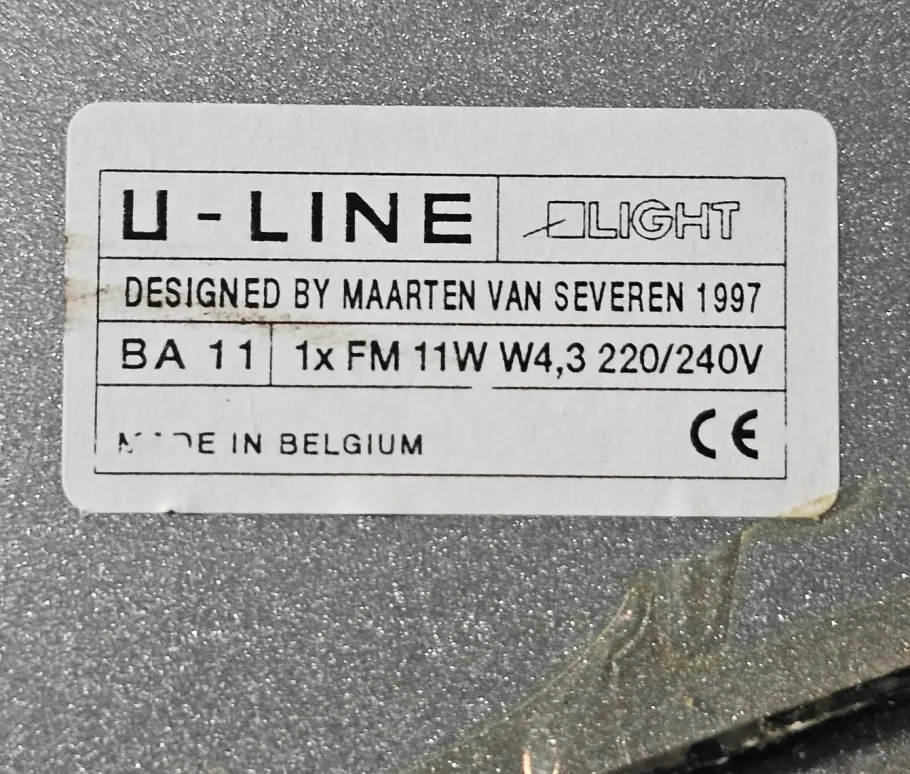 U-LINE LIGHT
DESIGNED BY MAARTEN VAN SEVEREN 1997
BA 11 1x FM 11W W4,3 220/240V
MADE IN BELGIUM CE